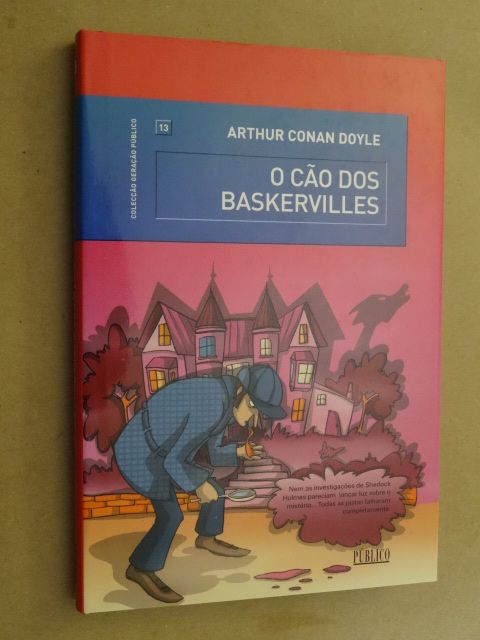 COLECÇÃO GERAÇÃO PÚBLICO
13
ARTHUR CONAN DOYLE
O CÃO DOS
BASKERVILLES
Nem as investigações de Sherlock
Holmes pareciam lançar luz sobre o
mistério... Todas as pistas falharam
completamente.
PÚBLICO